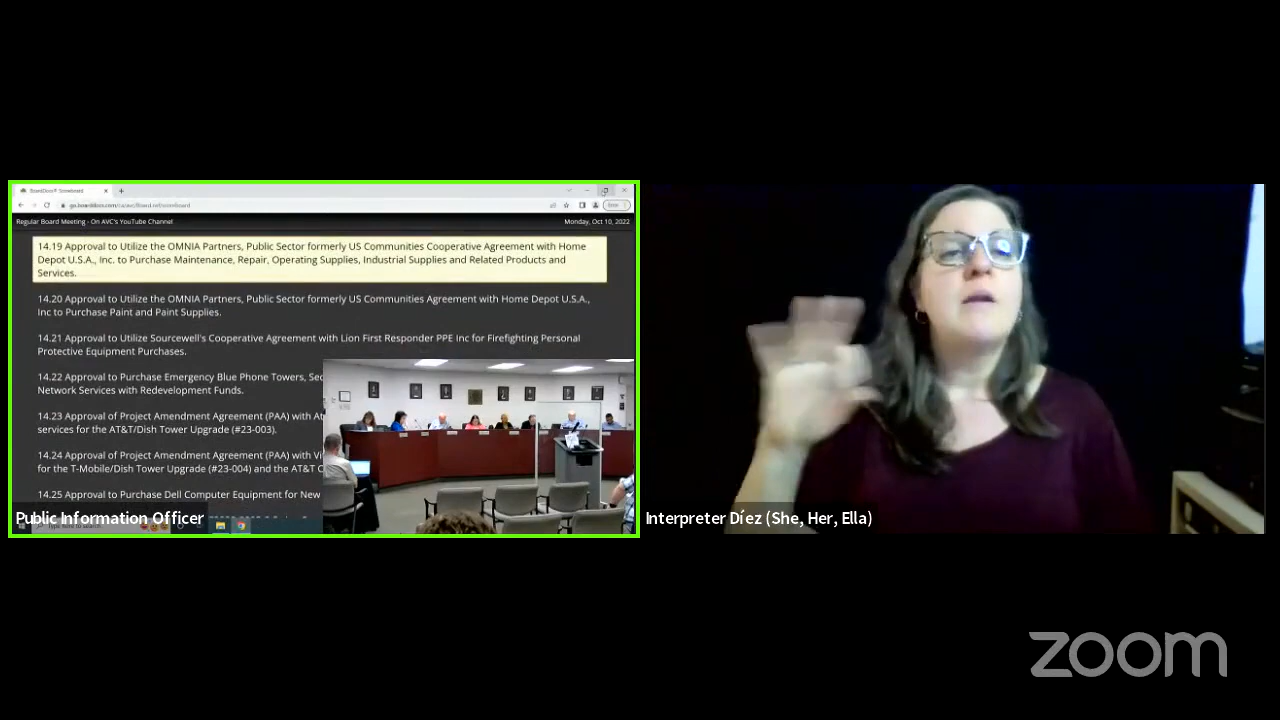 BoardDocs® Scoreboard
Regular Board Meeting - On AVC's YouTube Channel
Monday, Oct 10, 2022
14.19 Approval to Utilize the OMNIA Partners, Public Sector formerly US Communities Cooperative Agreement with Home
Depot U.S.A., Inc. to Purchase Maintenance, Repair, Operating Supplies, Industrial Supplies and Related Products and
Services.
14.20 Approval to Utilize the OMNIA Partners, Public Sector formerly US Communities Agreement with Home Depot U.S.A.,
Inc to Purchase Paint and Paint Supplies.
14.21 Approval to Utilize Sourcewell's Cooperative Agreement with Lion First Responder PPE Inc for Firefighting Personal
Protective Equipment Purchases.
14.22 Approval to Purchase Emergency Blue Phone Towers, Sec
Network Services with Redevelopment Funds.
14.23 Approval of Project Amendment Agreement (PAA) with At
services for the AT&T/Dish Tower Upgrade (#23-003).
14.24 Approval of Project Amendment Agreement (PAA) with Vi
for the T-Mobile/Dish Tower Upgrade (#23-004) and the AT&T C
14.25 Approval to Purchase Dell Computer Equipment for New
Public Information Officer
Interpreter Díez (She, Her, Ella)
zoom